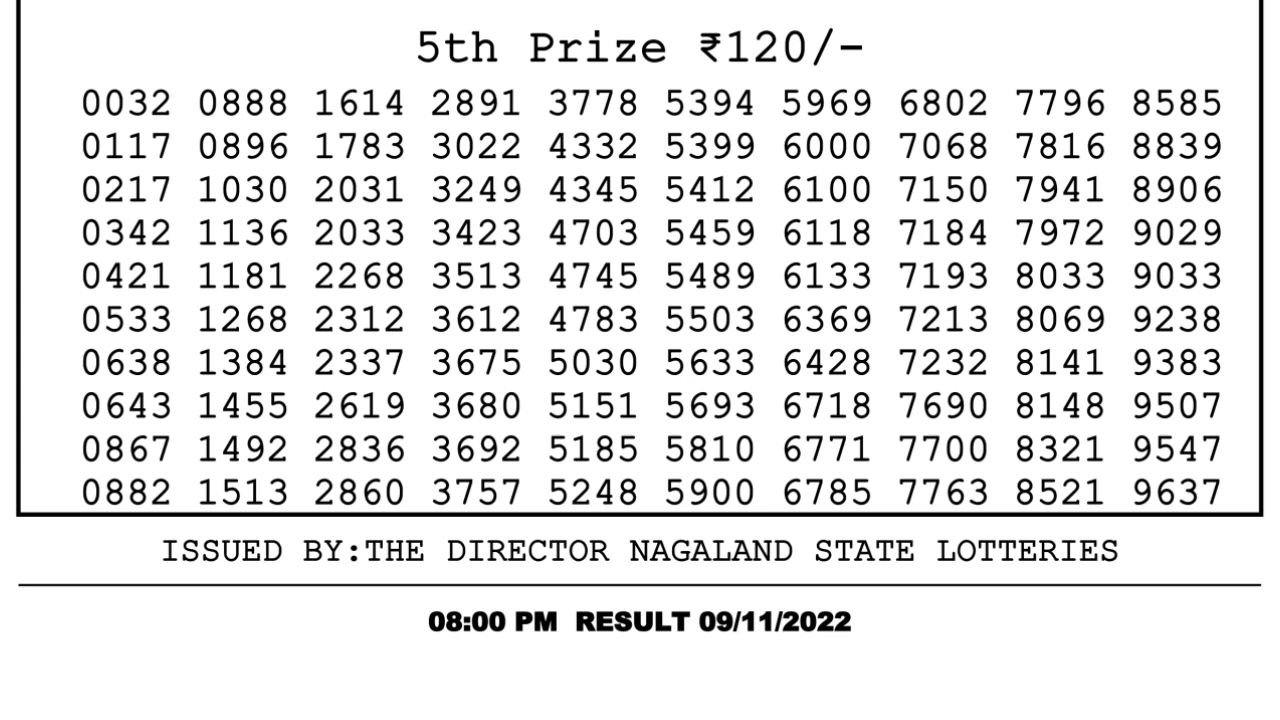 5th Prize ₹120/-
0032 0888 1614 2891 3778 5394 5969 6802 7796 8585
0117 0896 1783 3022 4332 5399 6000 7068 7816 8839
0217 1030 2031 3249 4345 5412 6100 7150 7941 8906
0342 1136 2033 3423 4703 5459 6118 7184 7972 9029
0421 1181 2268 3513 4745 5489 6133 7193 8033 9033
0533 1268 2312 3612 4783 5503 6369 7213 8069 9238
0638 1384 2337 3675 5030 5633 6428 7232 8141 9383
0643 1455 2619 3680 5151 5693 6718 7690 8148 9507
0867 1492 2836 3692 5185 5810 6771 7700 8321 9547
0882 1513 2860 3757 5248 5900 6785 7763 8521 9637
ISSUED BY:THE DIRECTOR NAGALAND STATE LOTTERIES
08:00 PM RESULT 09/11/2022